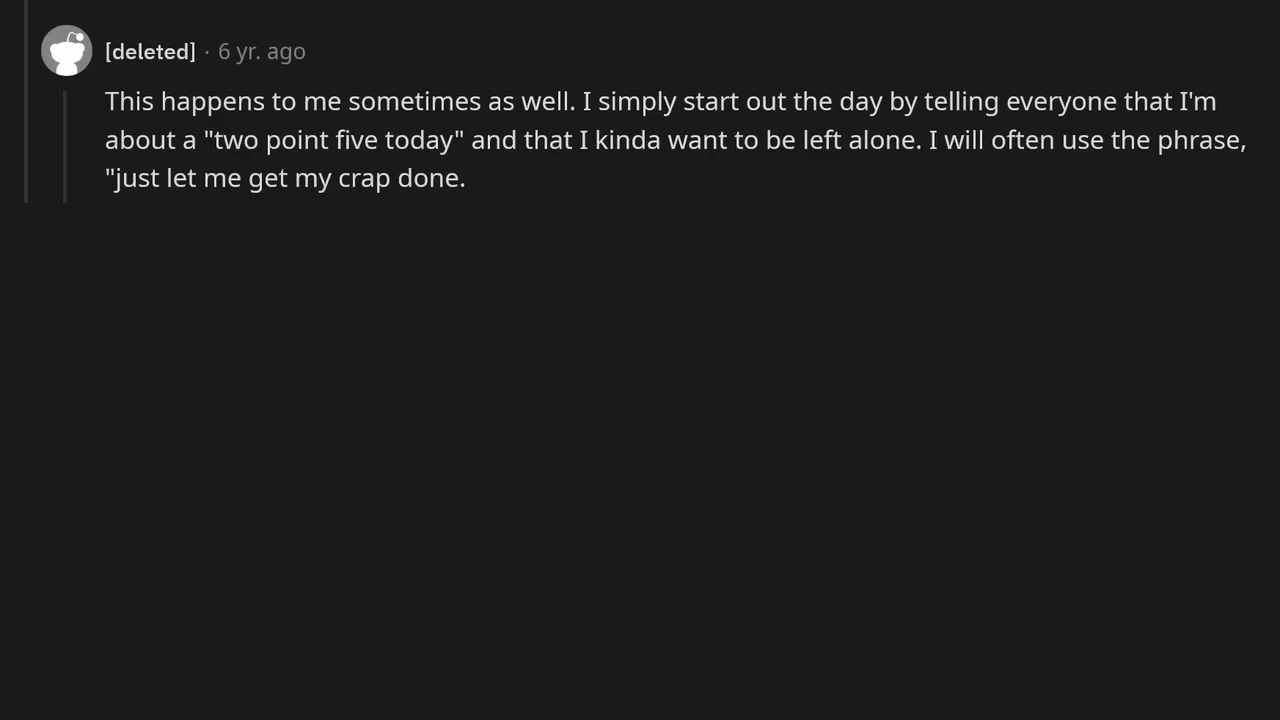 [deleted] · 6 yr. ago
This happens to me sometimes as well. I simply start out the day by telling everyone that I'm
about a "two point five today" and that I kinda want to be left alone. I will often use the phrase,
"just let me get my crap done.